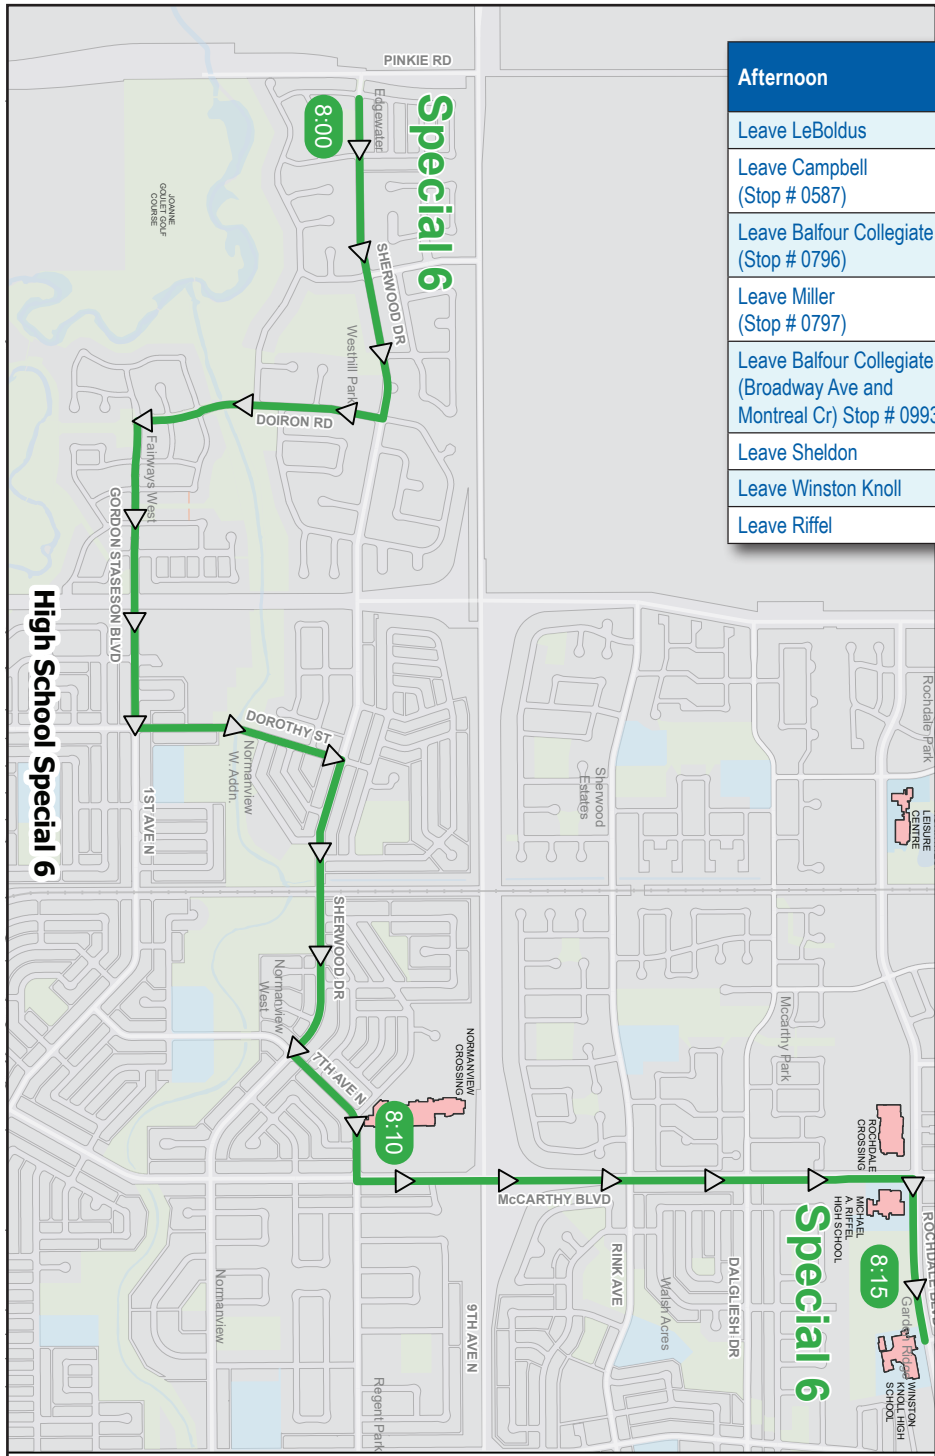 PINKIE RD
Afternoon
Leave LeBoldus
Leave Campbell
(Stop # 0587)
Leave Balfour Collegiate
(Stop # 0796)
Leave Miller
(Stop # 0797)
Leave Balfour Collegiate
(Broadway Ave and
Montreal Cr) Stop # 0993
Leave Sheldon
Leave Winston Knoll
Leave Riffel
Special 6
8:00
Edgewater
JOANNE
GOULET GOLF
COURSE
SHERWOOD DR
Westhill Park
DOIRON RD
Fairways West
GORDON STASESON BLVD
High School Special 6
DOROTHY ST
Normanview
W. Addn.
1ST AVE N
Sherwood
Estates
Rochdale Park
LEISURE
CENTRE
SHERWOOD DR
Normanview
West
7TH AVE N
NORMANVIEW
CROSSING
8:10
Mccarthy Park
ROCHDALE
CROSSING
McCARTHY BLVD
MICHAEL
A. RIFFEL
HIGH SCHOOL
ROCHDALE BLVD
Special 6
8:15
RINK AVE
DALGLIESH DR
Walsh Acres
Garden Ridge
WINSTON
KNOLL HIGH
SCHOOL
9TH AVE N
Normanview
Regent Park